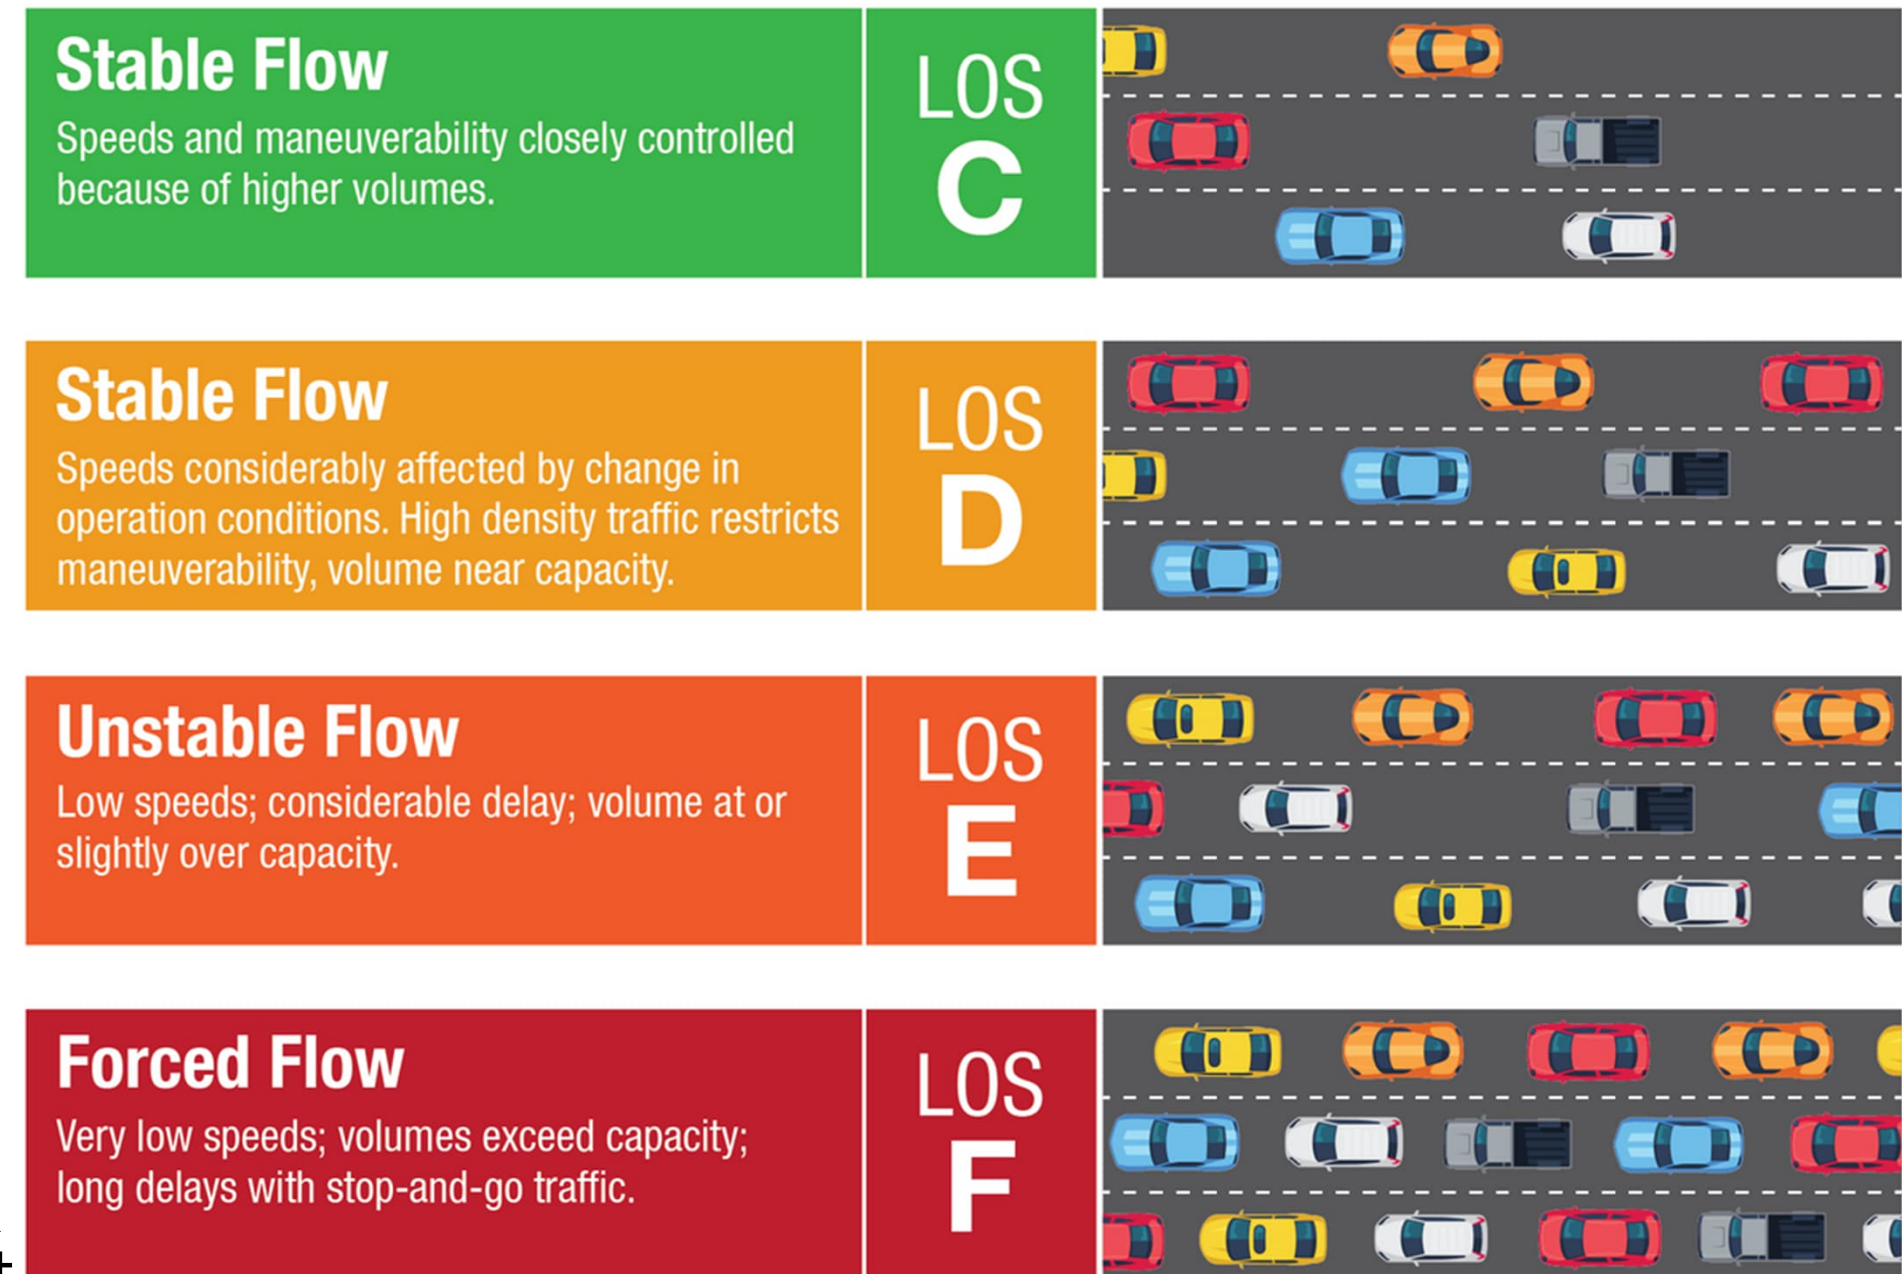 Stable Flow
Speeds and maneuverability closely controlled
because of higher volumes.
LOS
C
Stable Flow
Speeds considerably affected by change in
operation conditions. High density traffic restricts
maneuverability, volume near capacity.
LOS
D
Unstable Flow
Low speeds; considerable delay; volume at or
slightly over capacity.
LOS
E
Forced Flow
Very low speeds; volumes exceed capacity;
long delays with stop-and-go traffic.
LOS
F